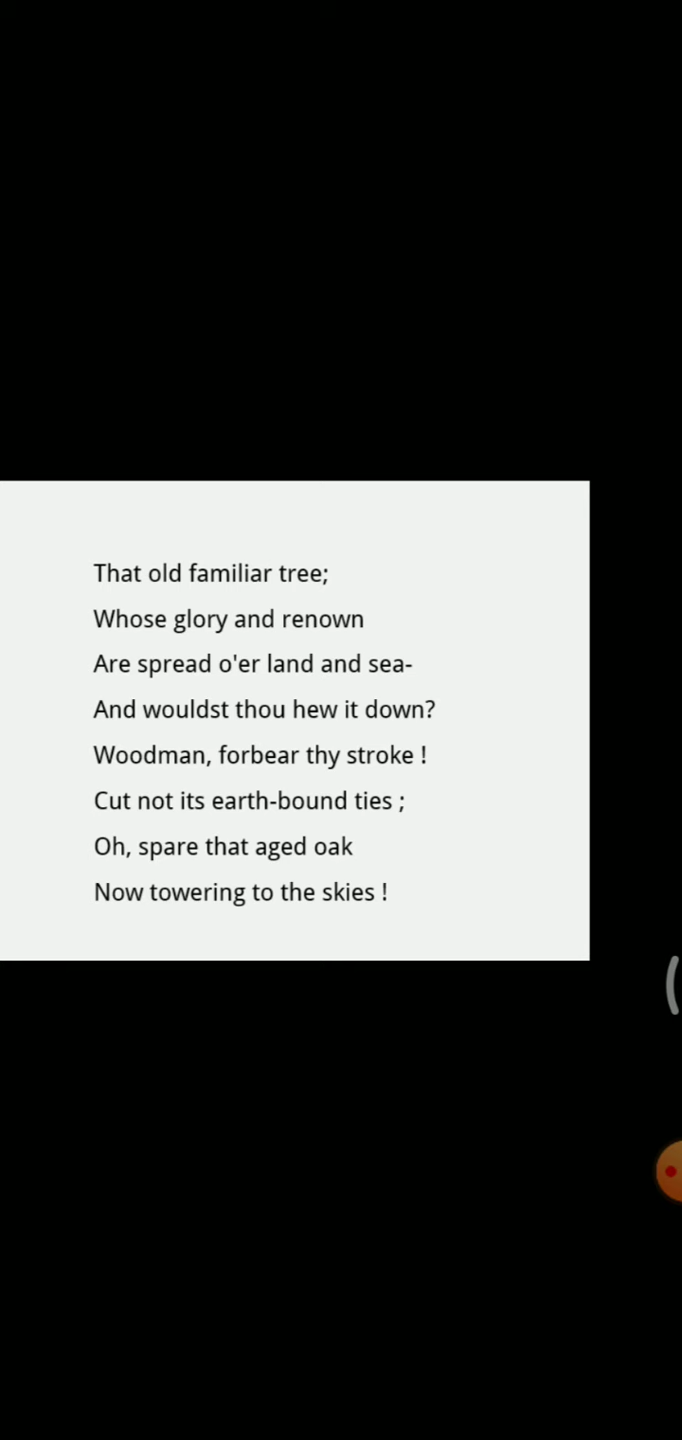 That old familiar tree;
Whose glory and renown
Are spread o'er land and sea-
And wouldst thou hew it down?
Woodman, forbear thy stroke !
Cut not its earth-bound ties ;
Oh, spare that aged oak
Now towering to the skies !